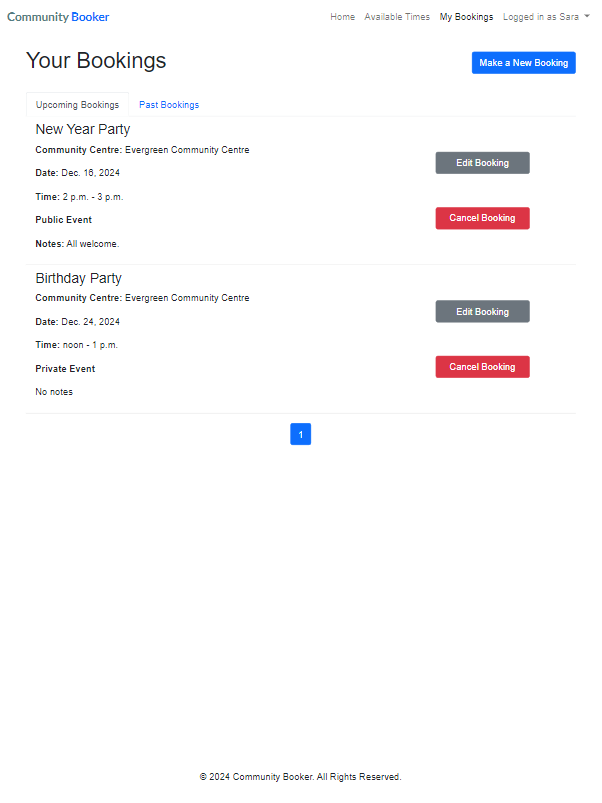 Community Booker
Home Available Times My Bookings Logged in as Sara
Your Bookings
Make a New Booking
Upcoming Bookings Past Bookings
New Year Party
Community Centre: Evergreen Community Centre
Date: Dec. 16, 2024
Time: 2 p.m. - 3 p.m.
Public Event
Notes: All welcome.
Edit Booking
Cancel Booking
Birthday Party
Community Centre: Evergreen Community Centre
Date: Dec. 24, 2024
Time: noon - 1 p.m.
Private Event
No notes
Edit Booking
Cancel Booking
1
© 2024 Community Booker. All Rights Reserved.